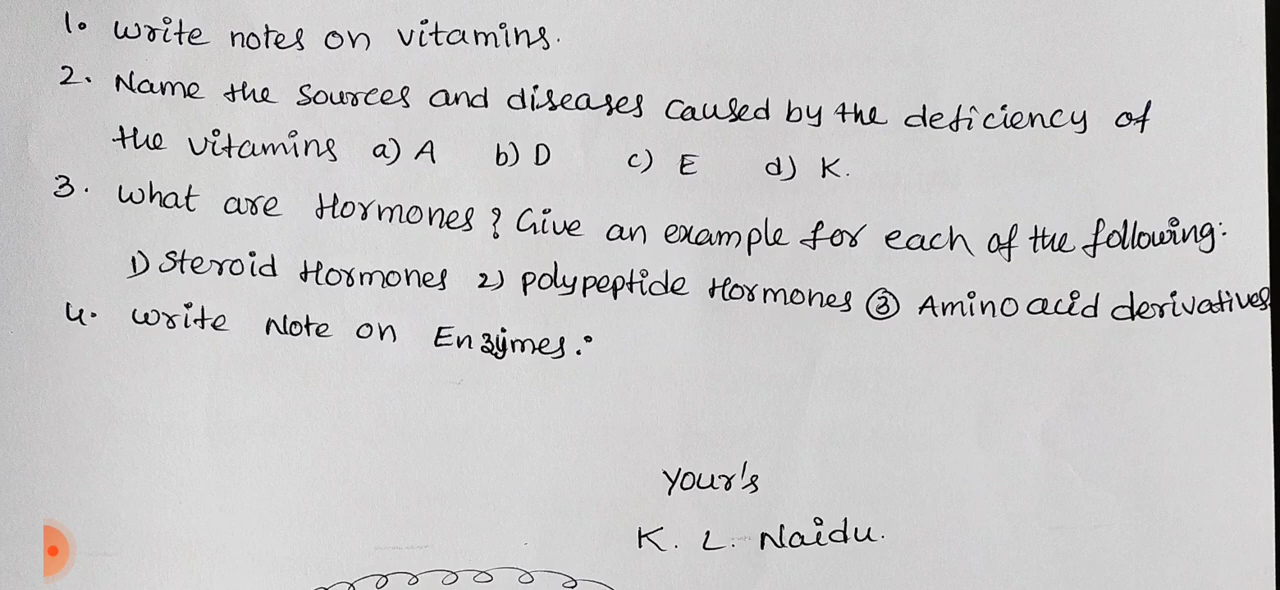 1. Write notes on vitamins.
2. Name the sources and diseases caused by the deficiency of
the vitamins a) A b) D c) E d) K.
3. What are Hormones? Give an example for each of the following:
1) Steroid Hormones 2) polypeptide Hormones ③ Amino acid derivatives
4. write Note on Enzymes.:
Your's
K. L. Naidu.